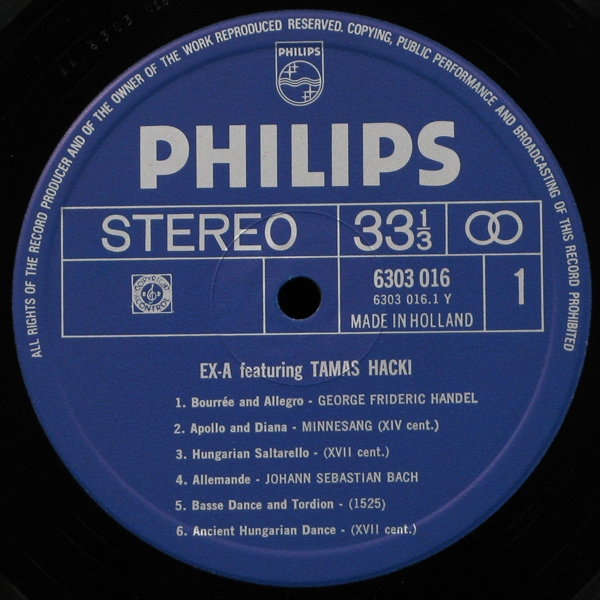 ALL RIGHTS OF THE RECORD PRODUCER AND OF THE OWNER OF THE WORK REPRODUCED RESERVED. COPYING, PUBLIC PERFORMANCE AND BROADCASTING OF THIS RECORD PROHIBITED
PHILIPS
PHILIPS
STEREO 33⅓
6303 016 1
6303 016.1 Y
MADE IN HOLLAND
EX-A featuring TAMAS HACKI
1. Bourrée and Allegro - GEORGE FRIDERIC HANDEL
2. Apollo and Diana - MINNESANG (XIV cent.)
3. Hungarian Saltarello - (XVII cent.)
4. Allemande - JOHANN SEBASTIAN BACH
5. Basse Dance and Tordion - (1525)
6. Ancient Hungarian Dance - (XVII cent.)